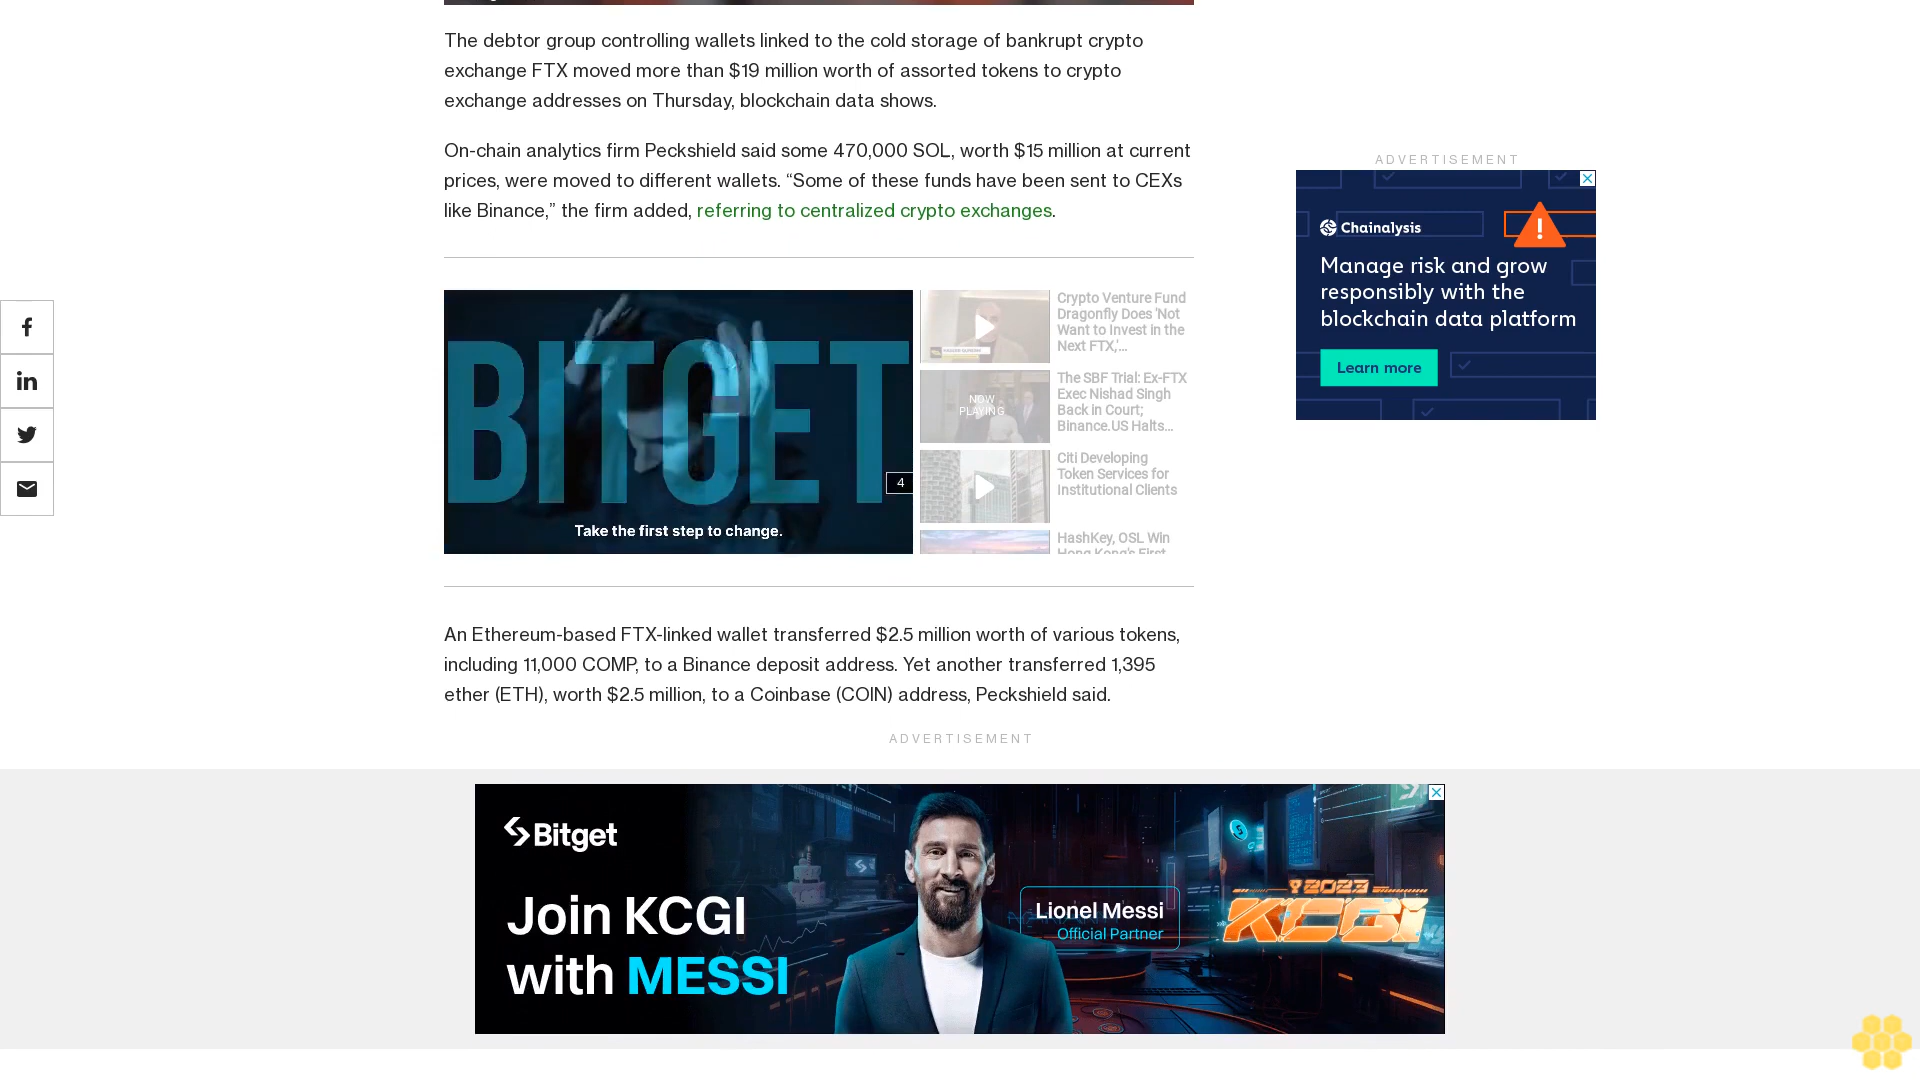 The debtor group controlling wallets linked to the cold storage of bankrupt crypto
exchange FTX moved more than $19 million worth of assorted tokens to crypto
exchange addresses on Thursday, blockchain data shows.
On-chain analytics firm Peckshield said some 470,000 SOL, worth $15 million at current
prices, were moved to different wallets. “Some of these funds have been sent to CEXs
like Binance,” the firm added, referring to centralized crypto exchanges.
BITGET
4
Take the first step to change.
Crypto Venture Fund
Dragonfly Does 'Not
Want to Invest in the
Next FTX,'...
NOW
PLAYING
The SBF Trial: Ex-FTX
Exec Nishad Singh
Back in Court;
Binance.US Halts...
Citi Developing
Token Services for
Institutional Clients
HashKey, OSL Win
Hong Kong's First
An Ethereum-based FTX-linked wallet transferred $2.5 million worth of various tokens,
including 11,000 COMP, to a Binance deposit address. Yet another transferred 1,395
ether (ETH), worth $2.5 million, to a Coinbase (COIN) address, Peckshield said.
ADVERTISEMENT
Chainalysis
Manage risk and grow
responsibly with the
blockchain data platform
Learn more
ADVERTISEMENT
Bitget
Join KCGI
with MESSI
Lionel Messi
Official Partner
Y2023
KCGI